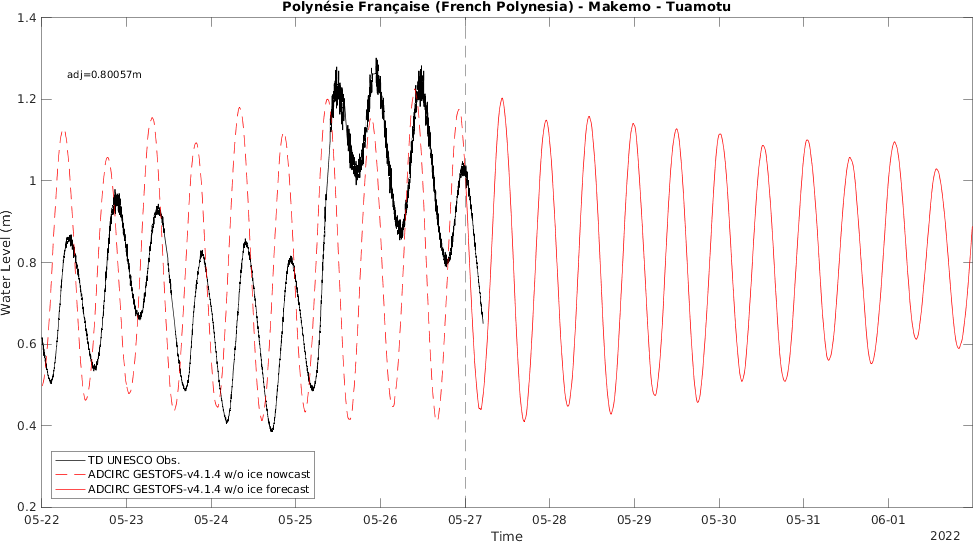 Polynésie Française (French Polynesia) - Makemo - Tuamotu
adj=0.80057m
Water Level (m)
1.4
1.2
1
0.8
0.6
0.4
0.2
TD UNESCO Obs.
ADCIRC GESTOFS-v4.1.4 w/o ice nowcast
ADCIRC GESTOFS-v4.1.4 w/o ice forecast
05-22 05-23 05-24 05-25 05-26 05-27 05-28 05-29 05-30 05-31 06-01
Time
2022